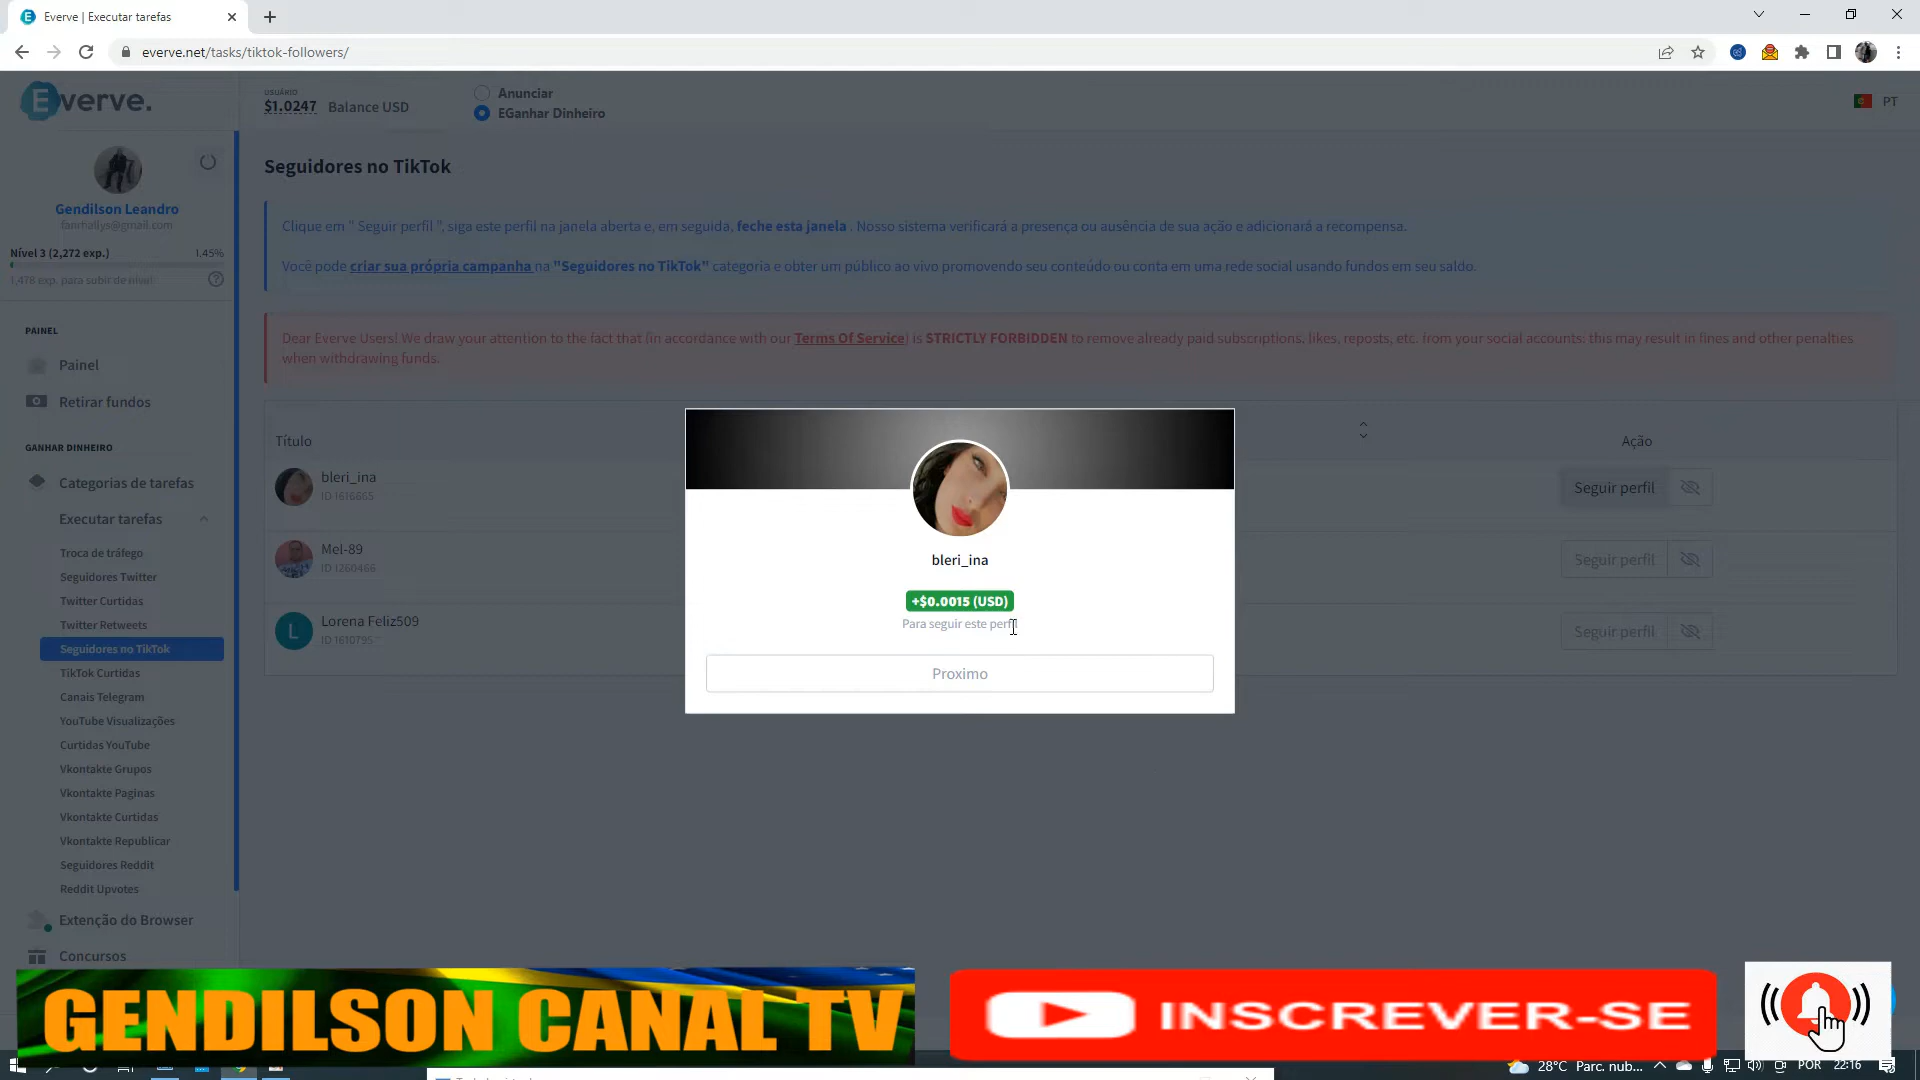 Everve | Executar tarefas
everve.net/tasks/tiktok-followers/
Everve.
USUÁRIO
$1.0247 Balance USD
Anunciar
EGanhar Dinheiro
PT
Gendilson Leandro
Nível 3 (2,272 exp.) 1.45%
1,478 exp. para subir de nível!
PAINEL
Painel
Retirar fundos
GANHAR DINHEIRO
Categorias de tarefas
Executar tarefas
Troca de tráfego
Seguidores Twitter
Twitter Curtidas
Twitter Retweets
Seguidores no TikTok
TikTok Curtidas
Canais Telegram
YouTube Visualizações
Curtidas YouTube
Vkontakte Grupos
Vkontakte Paginas
Vkontakte Curtidas
Vkontakte Republicar
Seguidores Reddit
Reddit Upvotes
Extenção do Browser
Concursos
Seguidores no TikTok
Clique em " Seguir perfil ", siga este perfil na janela aberta e, em seguida, feche esta janela . Nosso sistema verificará a presença ou ausência de sua ação e adicionará a recompensa.
Você pode criar sua própria campanha na "Seguidores no TikTok" categoria e obter um público ao vivo promovendo seu conteúdo ou conta em uma rede social usando fundos em seu saldo.
Dear Everve Users! We draw your attention to the fact that (in accordance with our Terms Of Service) is STRICTLY FORBIDDEN to remove already paid subscriptions, likes, reposts, etc. from your social accounts: this may result in fines and other penalties
when withdrawing funds.
Título Ação
bleri_ina
ID 1616665
Seguir perfil
Mel-89
ID 1260466
Seguir perfil
L
Lorena Feliz509
ID 1610795
Seguir perfil
bleri_ina
+$0.0015 (USD)
Para seguir este perfil
Proximo
GENDILSON CANAL TV
INSCREVER-SE
28°C Parc. nub... POR 22:16